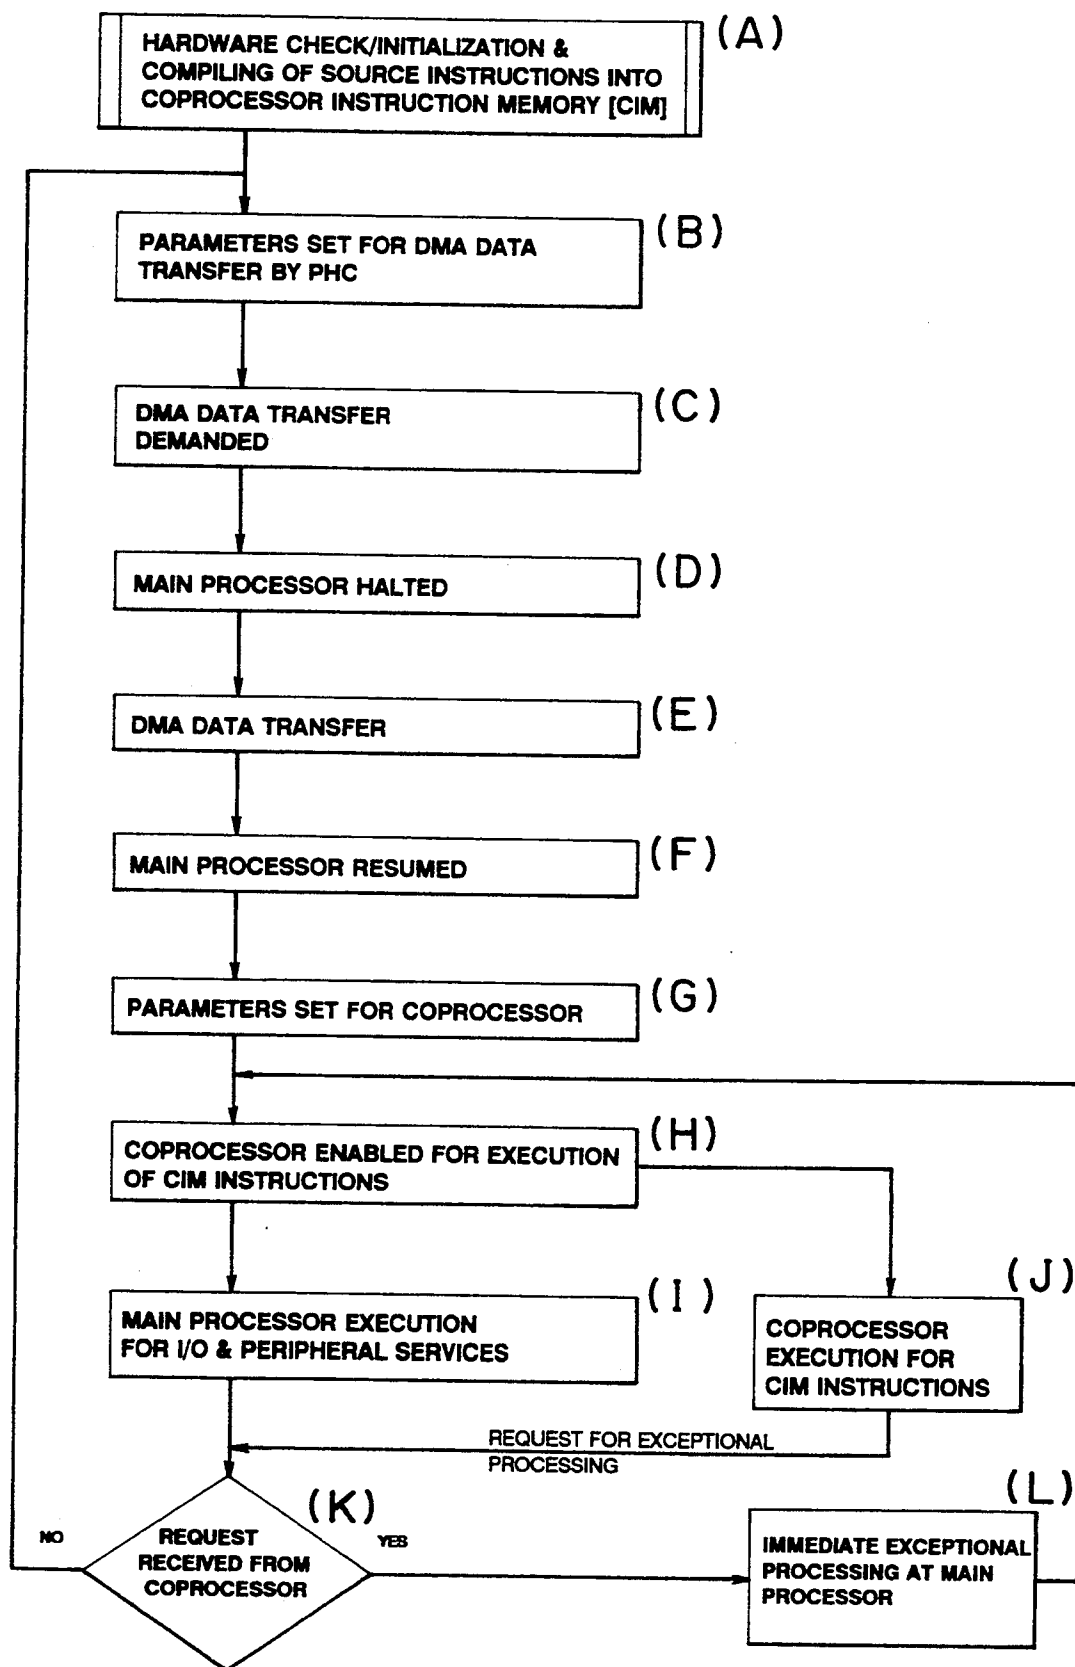 (A)
HARDWARE CHECK/INITIALIZATION &
COMPILING OF SOURCE INSTRUCTIONS INTO
COPROCESSOR INSTRUCTION MEMORY [CIM]
(B)
PARAMETERS SET FOR DMA DATA
TRANSFER BY PHC
(C)
DMA DATA TRANSFER
DEMANDED
(D)
MAIN PROCESSOR HALTED
(E)
DMA DATA TRANSFER
(F)
MAIN PROCESSOR RESUMED
(G)
PARAMETERS SET FOR COPROCESSOR
(H)
COPROCESSOR ENABLED FOR EXECUTION
OF CIM INSTRUCTIONS
(I)
MAIN PROCESSOR EXECUTION
FOR I/O & PERIPHERAL SERVICES
(J)
COPROCESSOR
EXECUTION FOR
CIM INSTRUCTIONS
REQUEST FOR EXCEPTIONAL
PROCESSING
(K)
NO
REQUEST
RECEIVED FROM
COPROCESSOR
YES
(L)
IMMEDIATE EXCEPTIONAL
PROCESSING AT MAIN
PROCESSOR